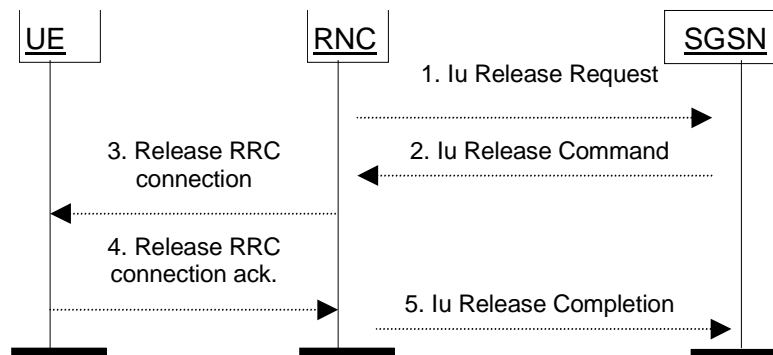 UE
RNC
SGSN
1. Iu Release Request
2. Iu Release Command
3. Release RRC
connection
4. Release RRC
connection ack.
5. Iu Release Completion